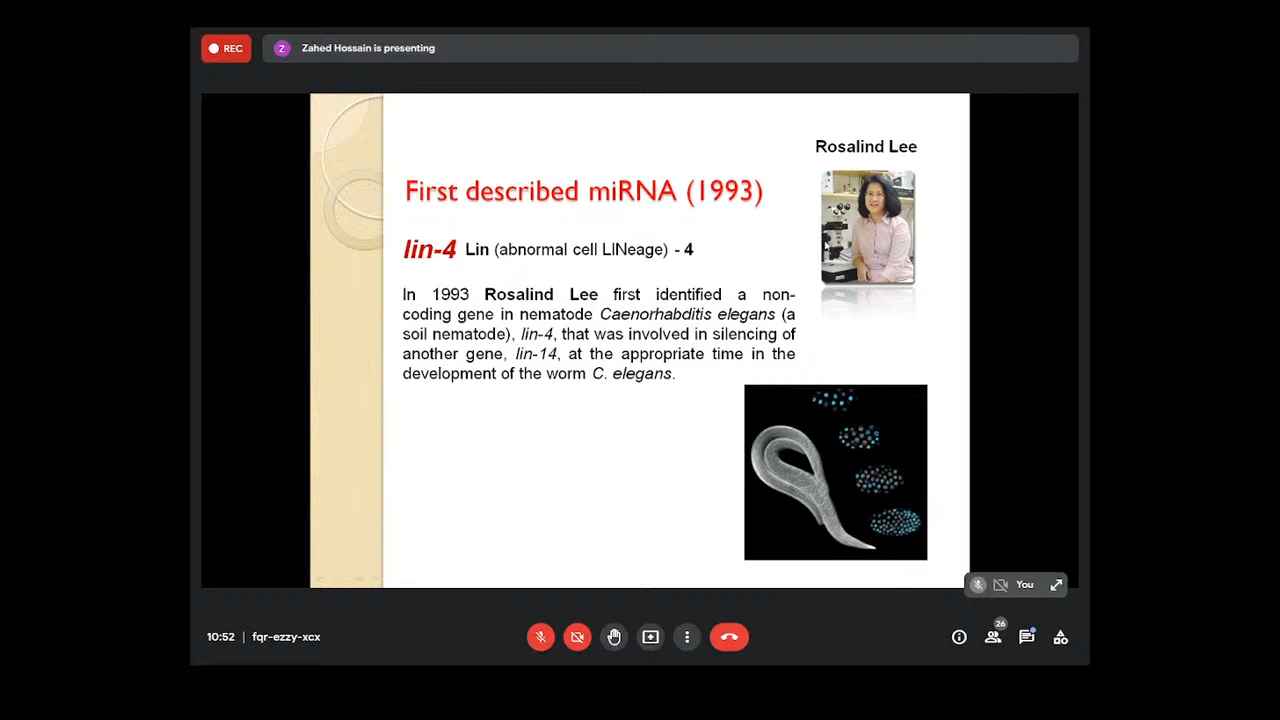 REC
Z
Zahed Hossain is presenting
Rosalind Lee
First described miRNA (1993)
lin-4 Lin (abnormal cell LINeage) - 4
In 1993 Rosalind Lee first identified a non-
coding gene in nematode Caenorhabditis elegans (a
soil nematode), lin-4, that was involved in silencing of
another gene, lin-14, at the appropriate time in the
development of the worm C. elegans.
You
10:52 | fqr-ezzy-xcx
26